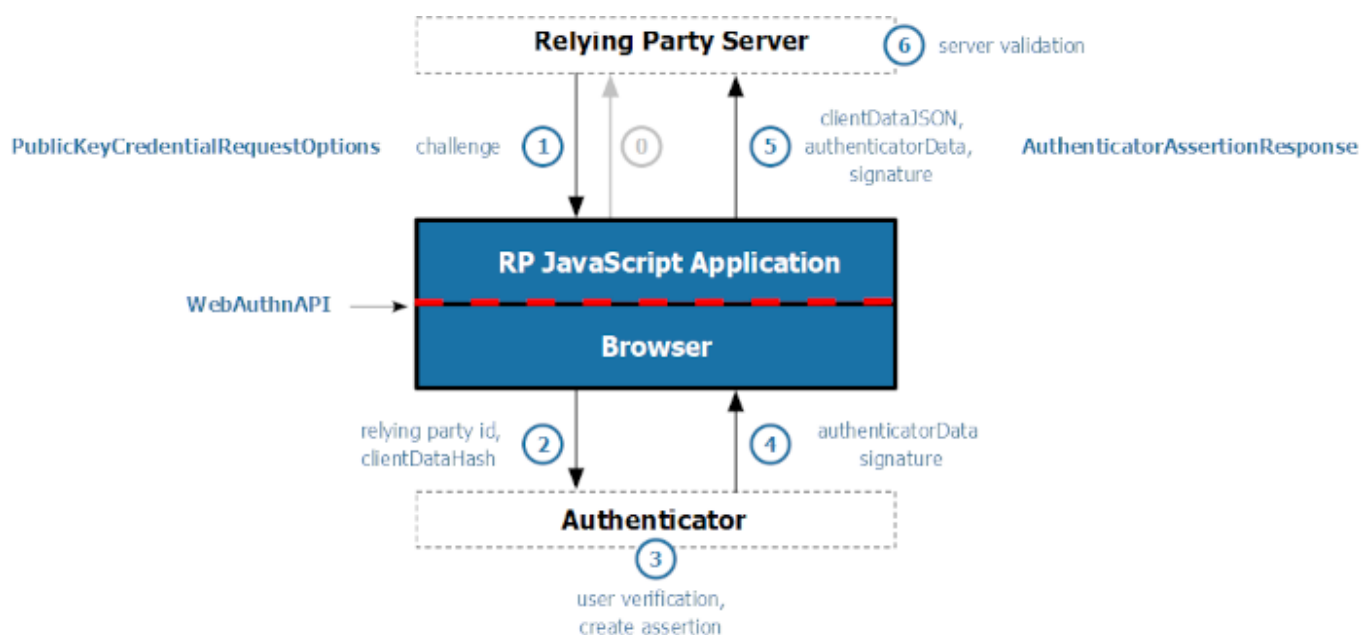 Relying Party Server
6 server validation
PublicKeyCredentialRequestOptions challenge 1
0
5
clientDataJSON,
authenticatorData,
signature
AuthenticatorAssertionResponse
RP JavaScript Application
WebAuthnAPI
Browser
relying party id,
clientDataHash
2
4
authenticatorData
signature
Authenticator
3
user verification,
create assertion